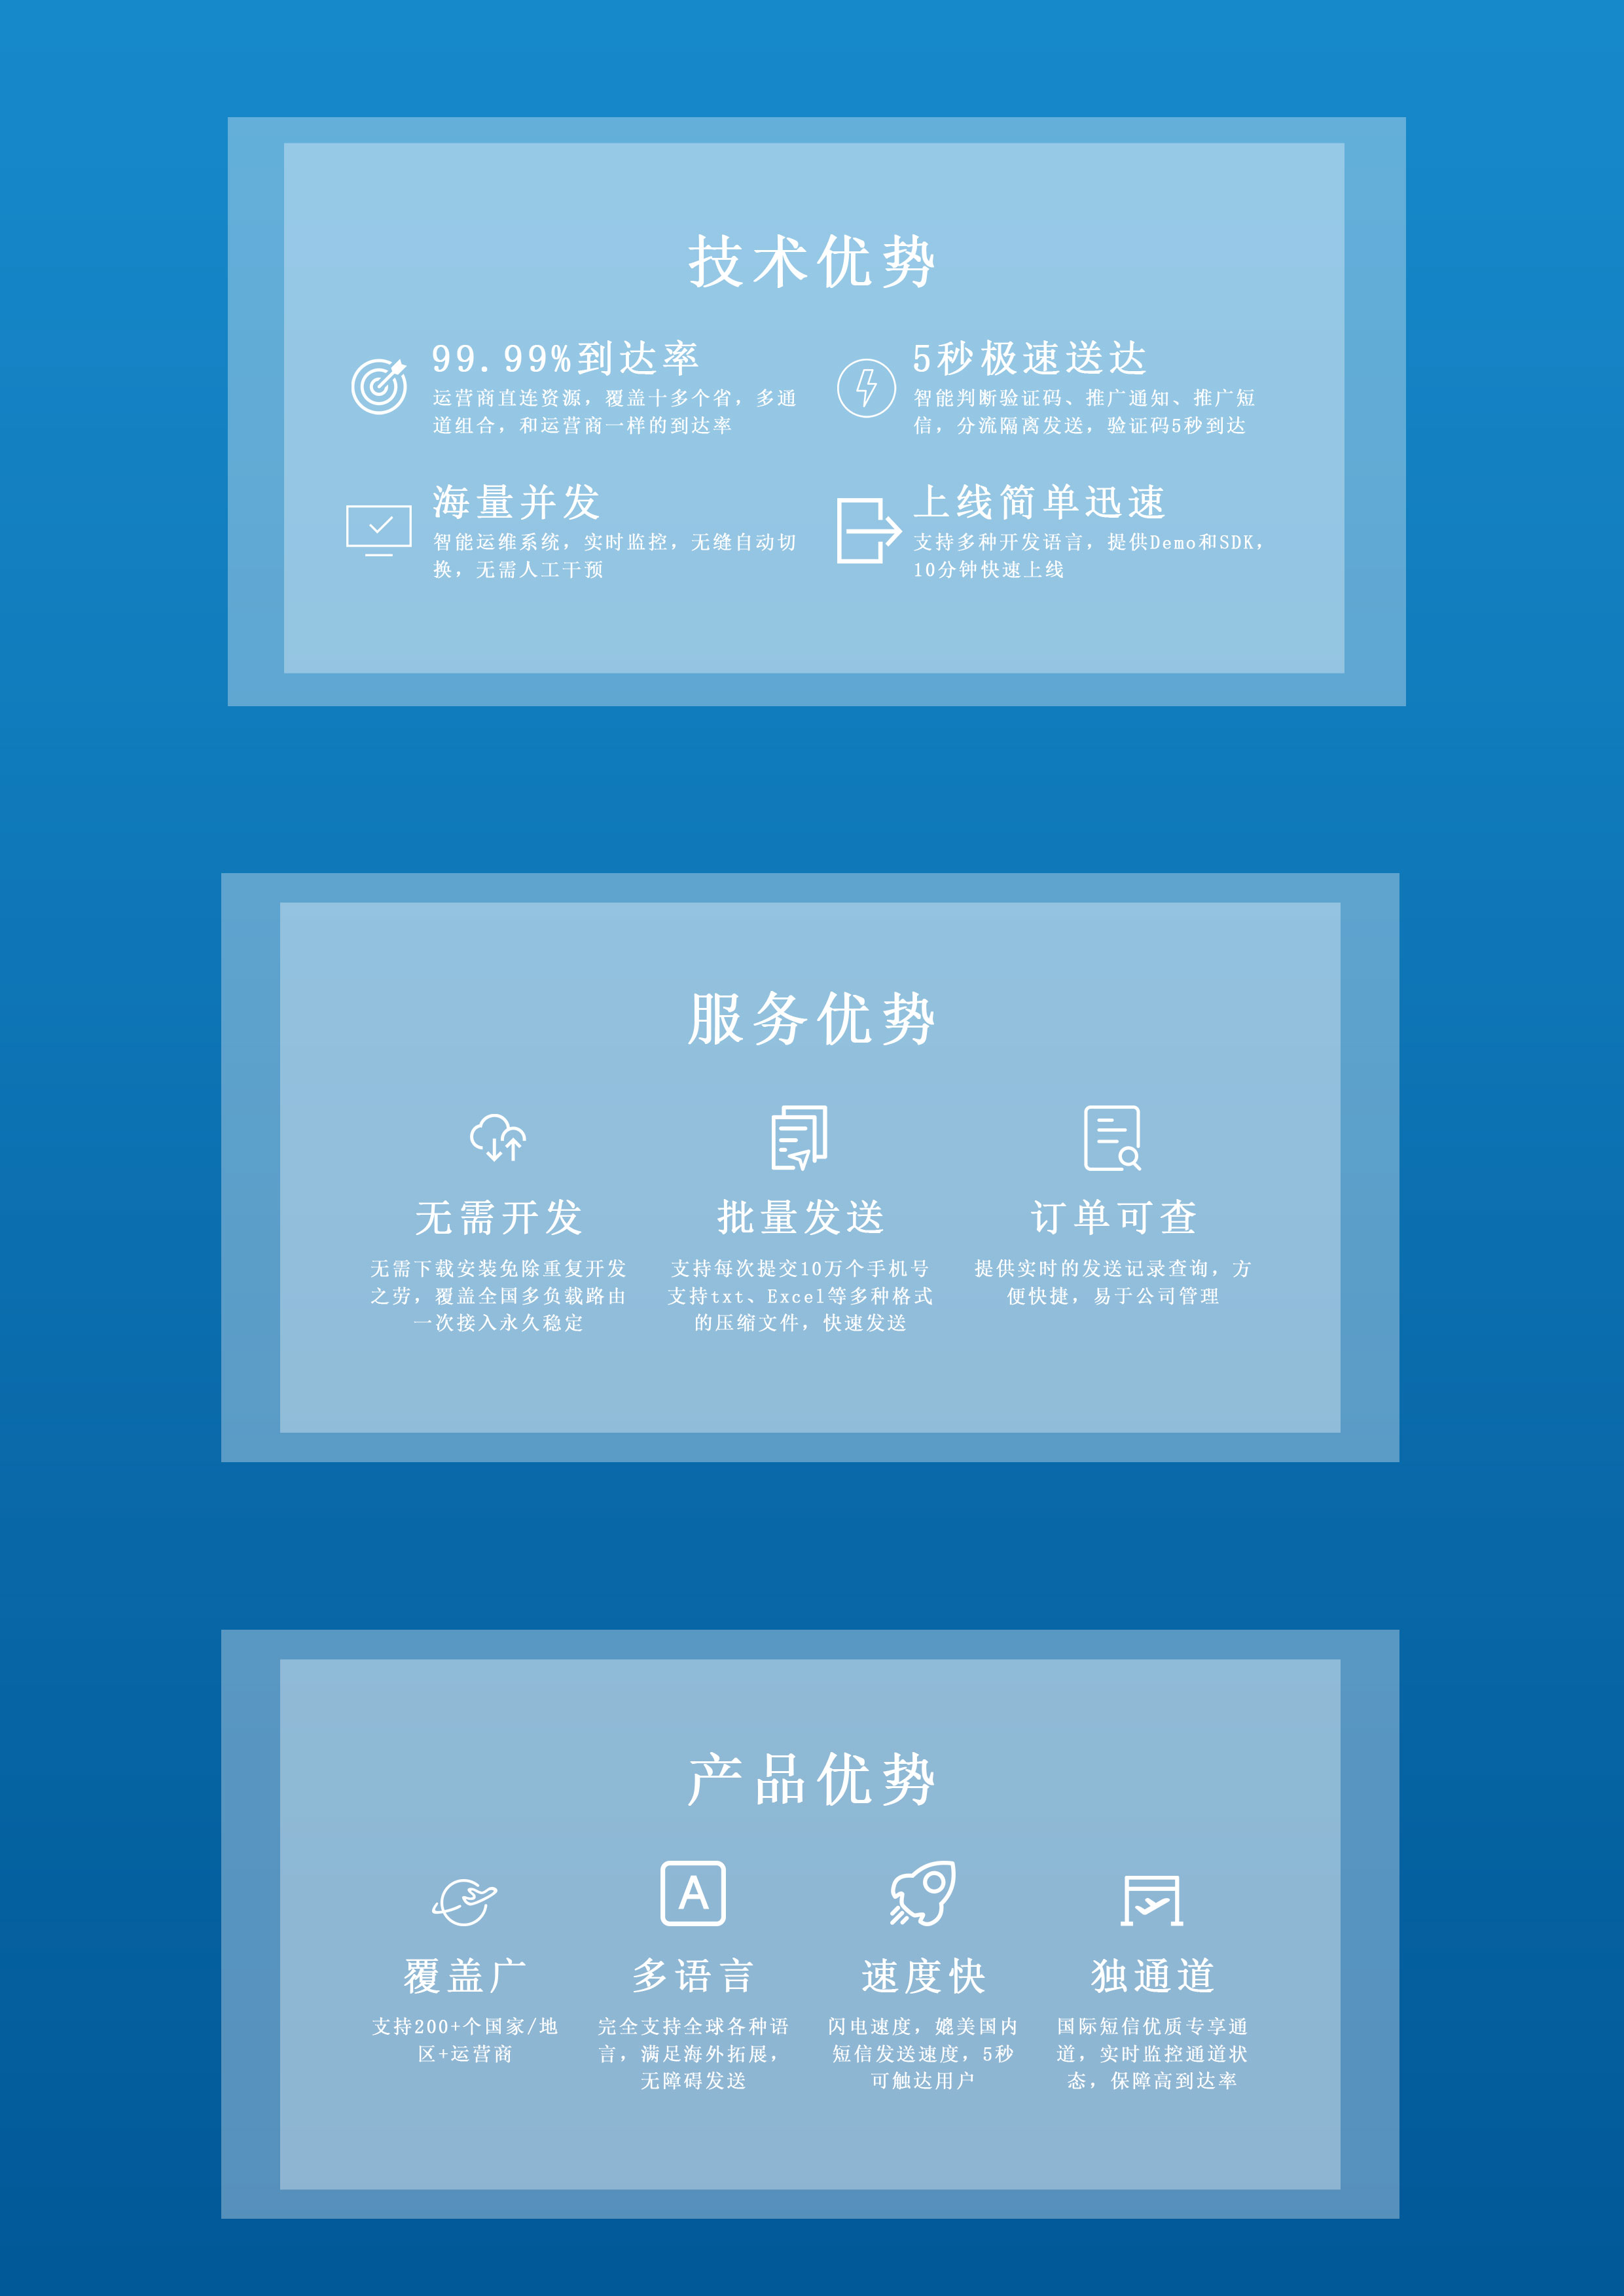 技术优势
99.99%到达率
运营商直连资源，覆盖十多个省，多通
道组合，和运营商一样的到达率
5秒极速送达
智能判断验证码、推广通知、推广短
信，分流隔离发送，验证码5秒到达
海量并发
智能运维系统，实时监控，无缝自动切
换，无需人工干预
上线简单迅速
支持多种开发语言，提供Demo和SDK，
10分钟快速上线
服务优势
无需开发
无需下载安装免除重复开发
之劳，覆盖全国多负载路由
一次接入永久稳定
批量发送
支持每次提交10万个手机号
支持txt、Excel等多种格式
的压缩文件，快速发送
订单可查
提供实时的发送记录查询，方
便快捷，易于公司管理
产品优势
覆盖广
支持200+个国家/地
区+运营商
A
多语言
完全支持全球各种语
言，满足海外拓展，
无障碍发送
速度快
闪电速度，媲美国内
短信发送速度，5秒
可触达用户
独通道
国际短信优质专享通
道，实时监控通道状
态，保障高到达率